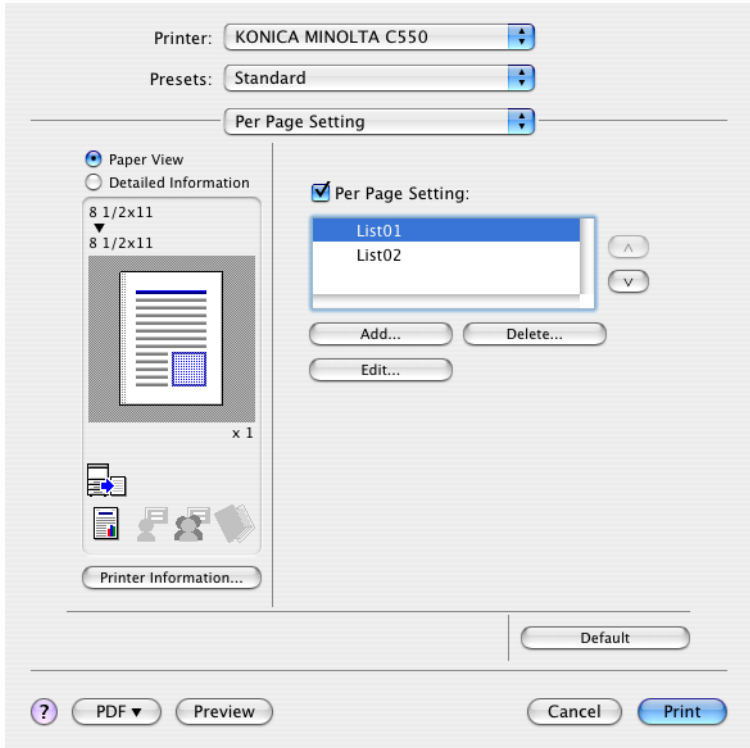 Printer: KONICA MINOLTA C550
Presets: Standard
Per Page Setting
Paper View
Detailed Information
8 1/2x11
▼
8 1/2x11
x 1
Printer Information...
Per Page Setting:
List01
List02
Add... Delete...
Edit...
Default
? PDF ▼ Preview Cancel Print